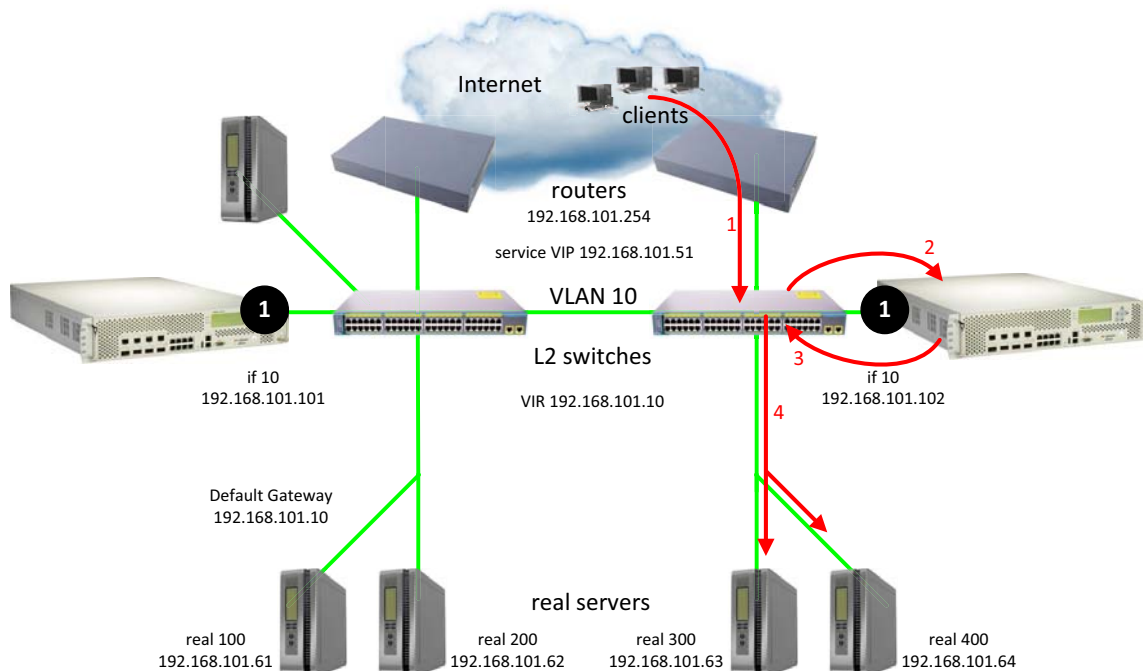 Internet
clients
routers
192.168.101.254
1
2
service VIP 192.168.101.51
1
VLAN 10
1
3
L2 switches
if 10
192.168.101.101
if 10
192.168.101.102
VIR 192.168.101.10
4
Default Gateway
192.168.101.10
real servers
real 100
192.168.101.61
real 200
192.168.101.62
real 300
192.168.101.63
real 400
192.168.101.64